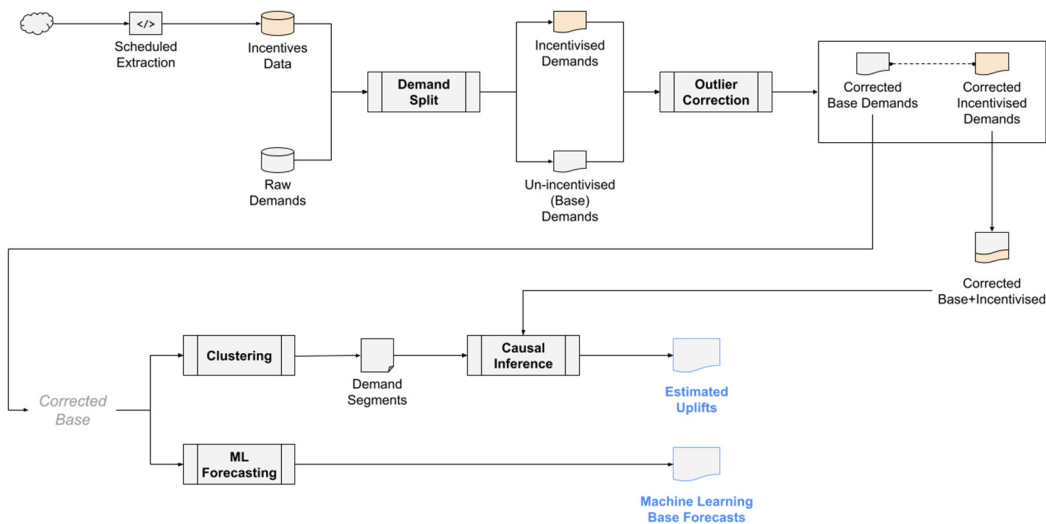 </>
Scheduled
Extraction
Incentives
Data
Raw
Demands
Demand
Split
Incentivised
Demands
Un-incentivised
(Base)
Demands
Outlier
Correction
Corrected
Base Demands
Corrected
Incentivised
Demands
Corrected
Base+Incentivised
Corrected
Base
Clustering
Demand
Segments
Causal
Inference
Estimated
Uplifts
ML
Forecasting
Machine Learning
Base Forecasts